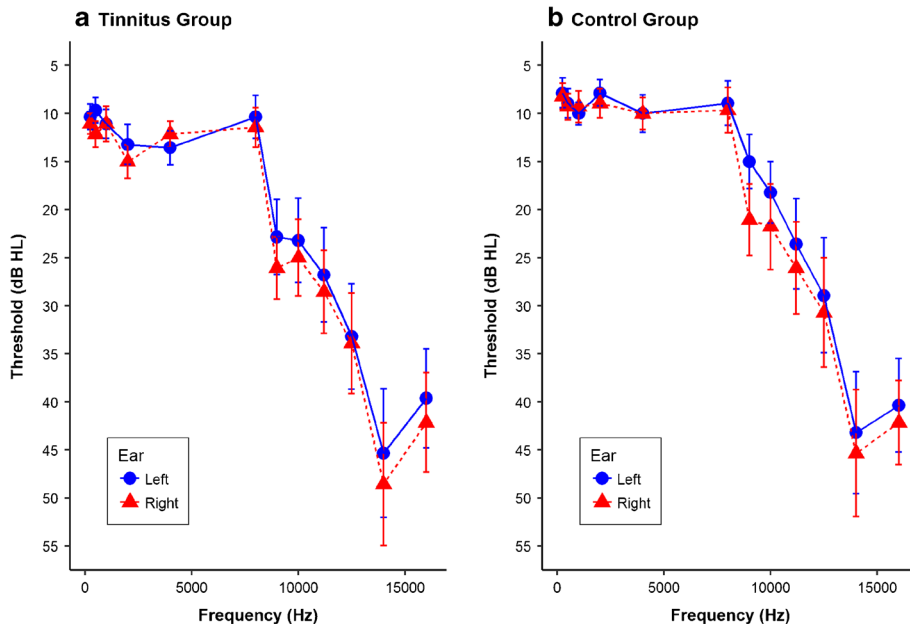 a Tinnitus Group
Threshold (dB HL)
5
10
15
20
25
30
35
40
45
50
55
Ear
Left
Right
0 5000 10000 15000
Frequency (Hz)
b Control Group
Threshold (dB HL)
5
10
15
20
25
30
35
40
45
50
55
Ear
Left
Right
0 5000 10000 15000
Frequency (Hz)